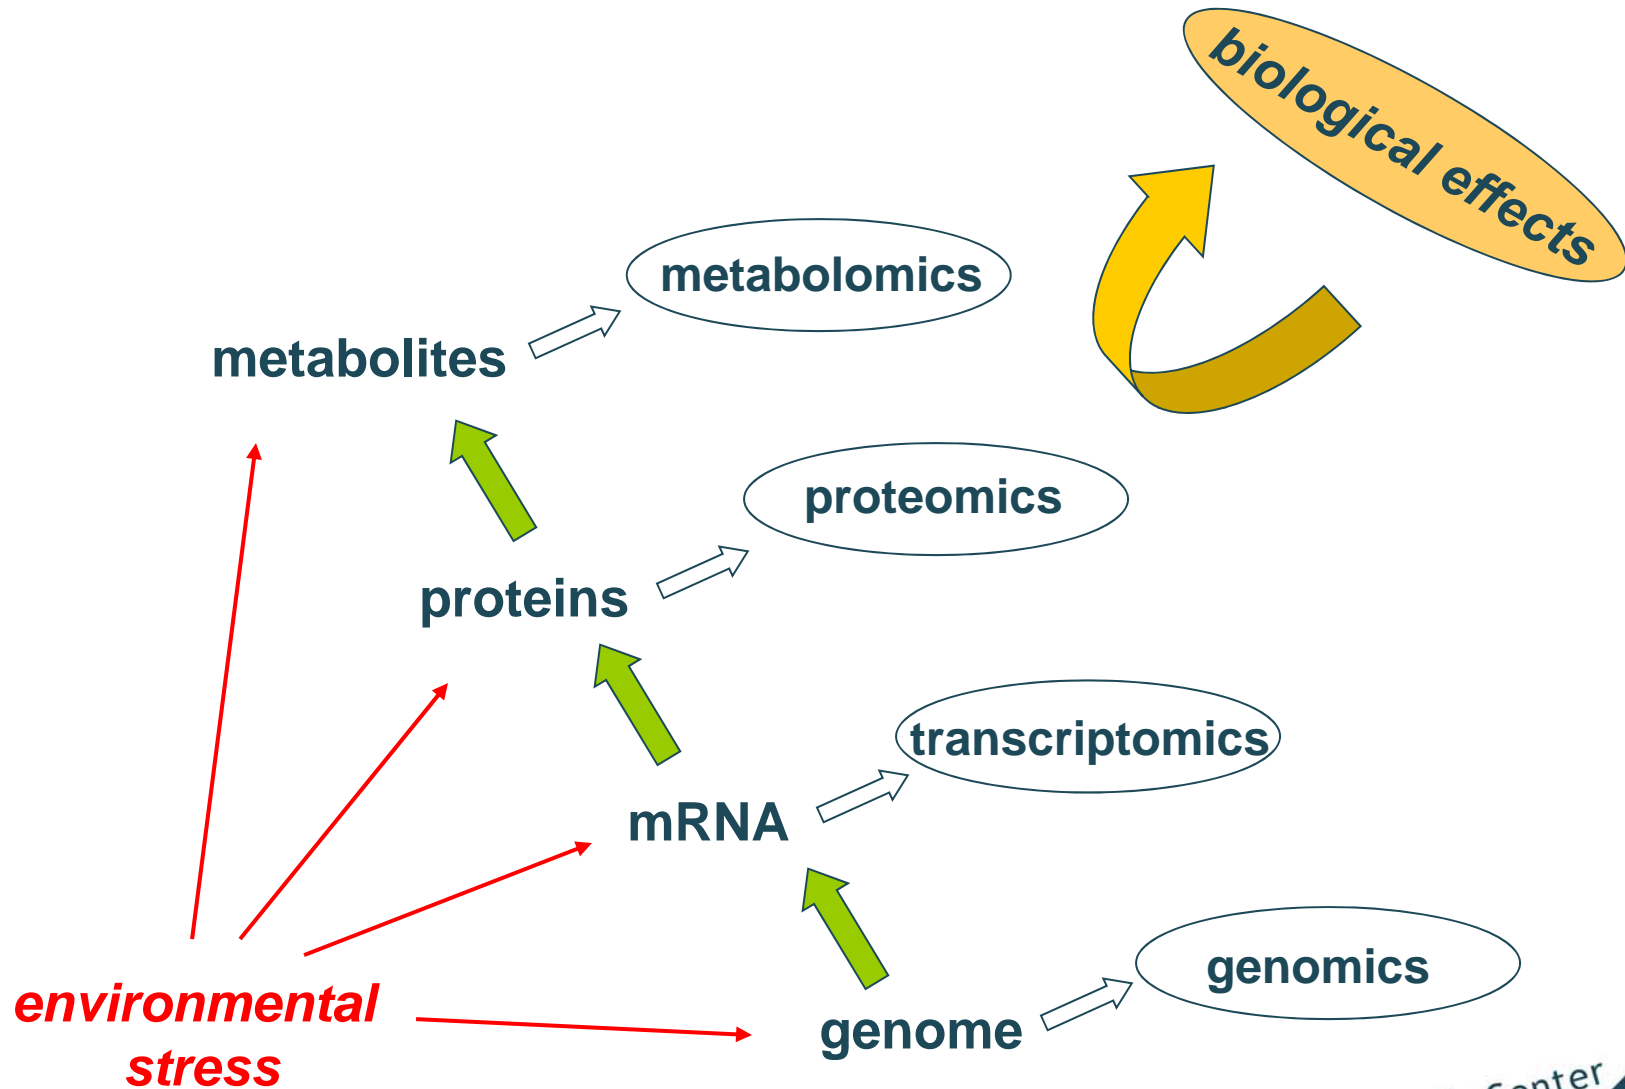 biological effects
metabolomics
metabolites
proteomics
proteins
transcriptomics
mRNA
genomics
environmental
stress
genome